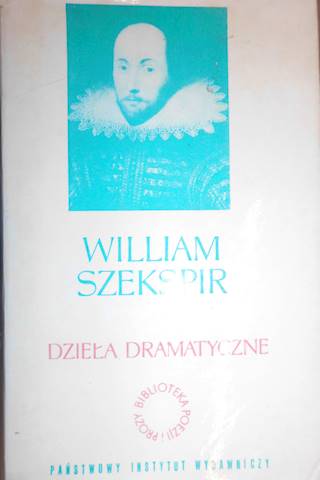 WILLIAM
SZEKSPIR
DZIEŁA DRAMATYCZNE
BIBLIOTEKA POEZJI i PROZY
PAŃSTWOWY INSTYTUT WYDAWNICZY